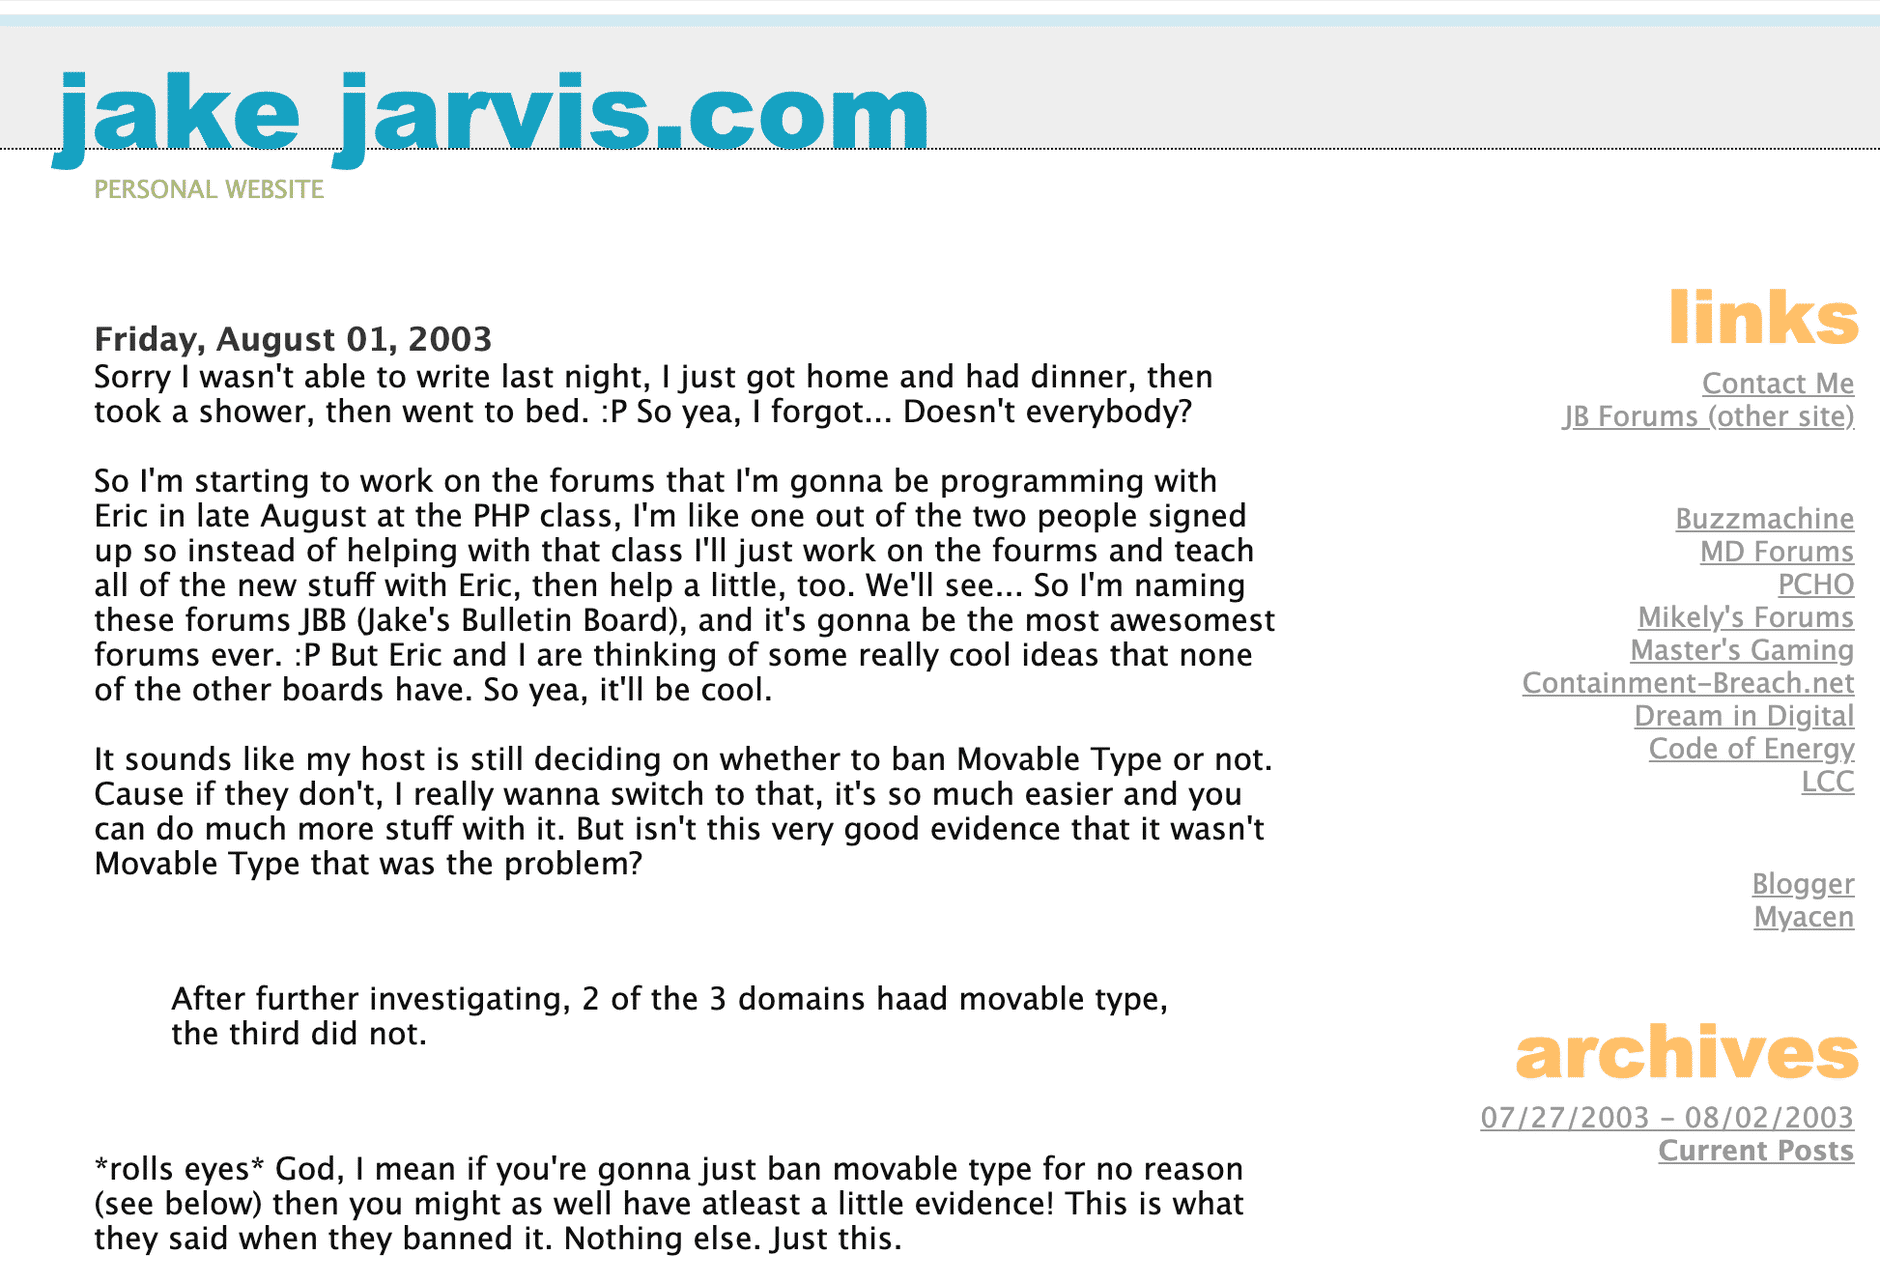 jake jarvis.com
PERSONAL WEBSITE
Friday, August 01, 2003
Sorry I wasn't able to write last night, I just got home and had dinner, then
took a shower, then went to bed. :P So yea, I forgot... Doesn't everybody?
So I'm starting to work on the forums that I'm gonna be programming with
Eric in late August at the PHP class, I'm like one out of the two people signed
up so instead of helping with that class I'll just work on the fourms and teach
all of the new stuff with Eric, then help a little, too. We'll see... So I'm naming
these forums JBB (Jake's Bulletin Board), and it's gonna be the most awesomest
forums ever. :P But Eric and I are thinking of some really cool ideas that none
of the other boards have. So yea, it'll be cool.
It sounds like my host is still deciding on whether to ban Movable Type or not.
Cause if they don't, I really wanna switch to that, it's so much easier and you
can do much more stuff with it. But isn't this very good evidence that it wasn't
Movable Type that was the problem?
After further investigating, 2 of the 3 domains haad movable type,
the third did not.
*rolls eyes* God, I mean if you're gonna just ban movable type for no reason
(see below) then you might as well have atleast a little evidence! This is what
they said when they banned it. Nothing else. Just this.
links
Contact Me
JB Forums (other site)
Buzzmachine
MD Forums
PCHO
Mikely's Forums
Master's Gaming
Containment-Breach.net
Dream in Digital
Code of Energy
LCC
Blogger
Myacen
archives
07/27/2003 - 08/02/2003
Current Posts